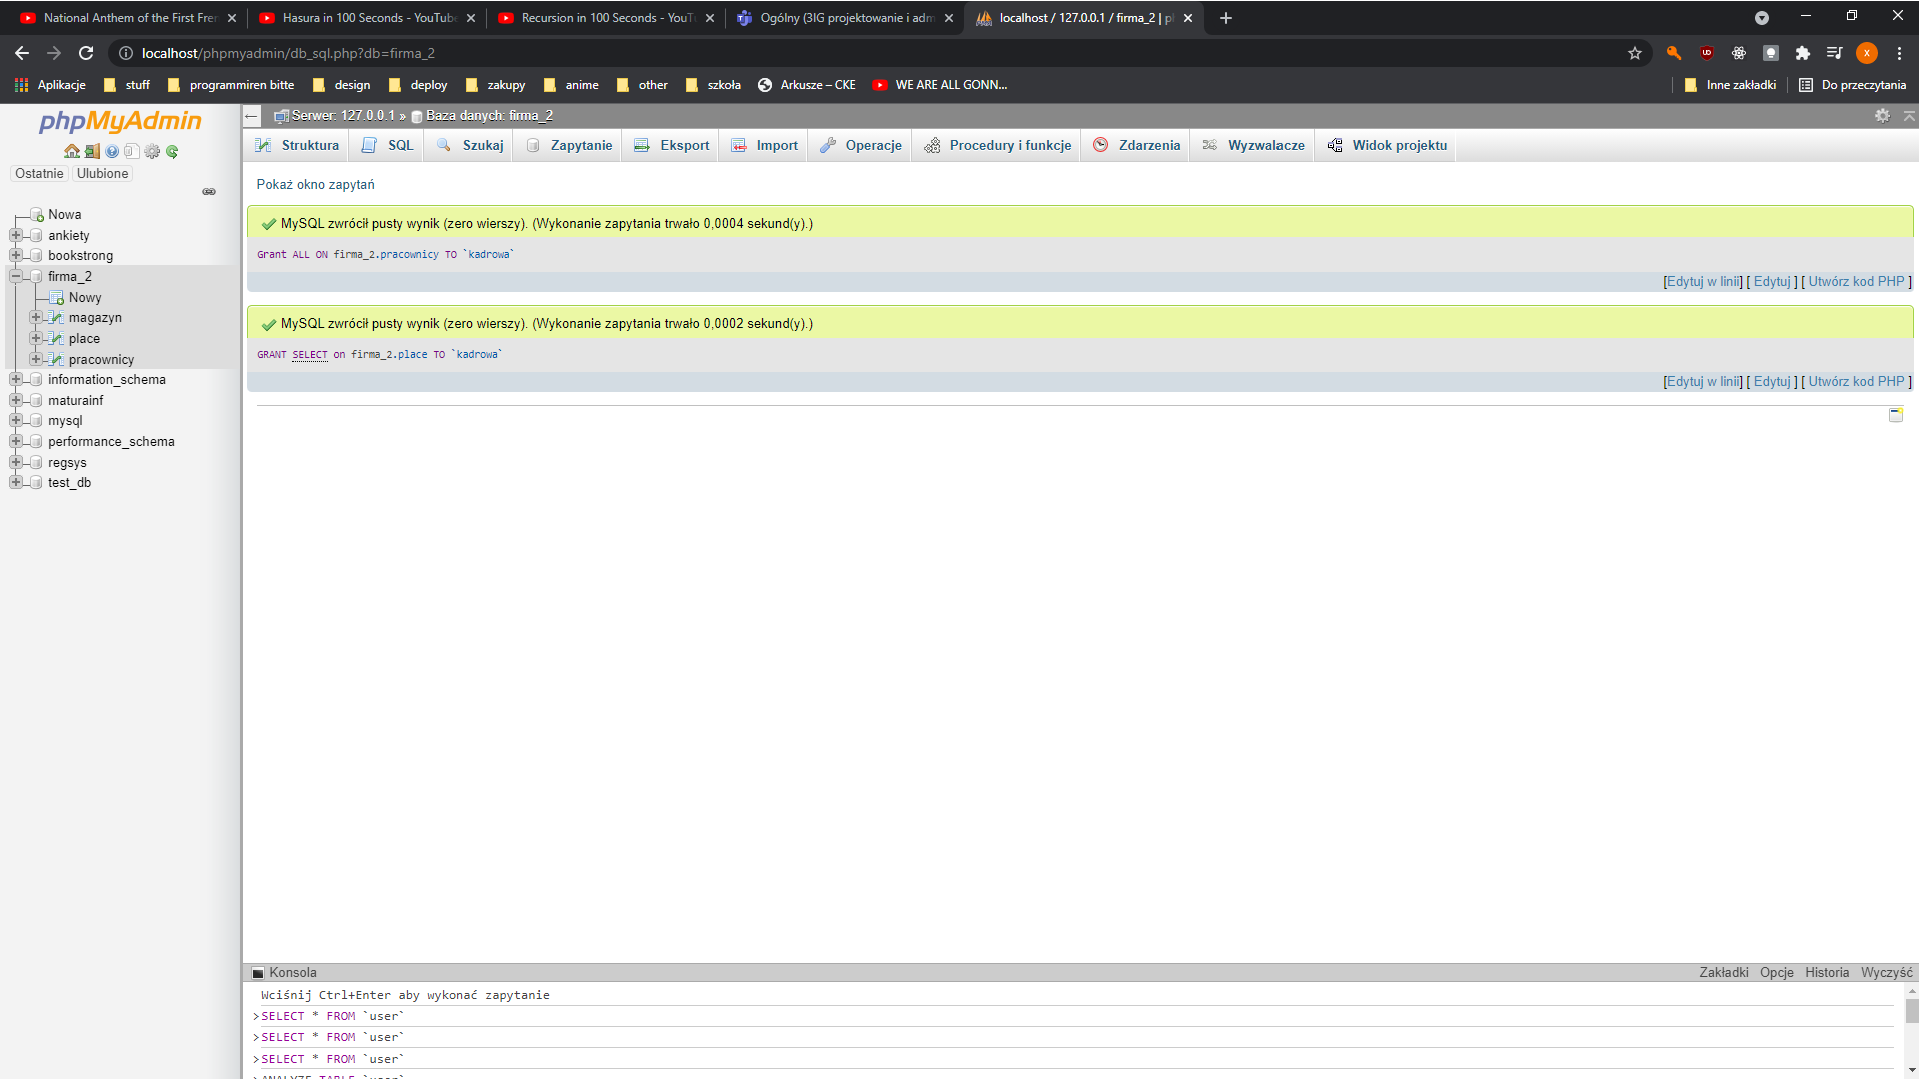 National Anthem of the First Fren
Hasura in 100 Seconds - YouTube
Recursion in 100 Seconds - YouTu
Ogólny (3IG projektowanie i adm
localhost / 127.0.0.1 / firma_2 | p
localhost/phpmyadmin/db_sql.php?db=firma_2
Aplikacje
stuff
programmiren bitte
design
deploy
zakupy
anime
other
szkoła
Arkusze – CKE
WE ARE ALL GONN...
Inne zakładki
Do przeczytania
phpMyAdmin
Ostatnie
Ulubione
Nowa
ankiety
bookstrong
firma_2
Nowy
magazyn
place
pracownicy
information_schema
maturainf
mysql
performance_schema
regsys
test_db
Serwer: 127.0.0.1 » Baza danych: firma_2
Struktura
SQL
Szukaj
Zapytanie
Eksport
Import
Operacje
Procedury i funkcje
Zdarzenia
Wyzwalacze
Widok projektu
Pokaż okno zapytań
MySQL zwrócił pusty wynik (zero wierszy). (Wykonanie zapytania trwało 0,0004 sekund(y).)
Grant ALL ON firma_2.pracownicy TO `kadrowa`
[Edytuj w linii] [ Edytuj ] [ Utwórz kod PHP ]
MySQL zwrócił pusty wynik (zero wierszy). (Wykonanie zapytania trwało 0,0002 sekund(y).)
GRANT SELECT on firma_2.place TO `kadrowa`
[Edytuj w linii] [ Edytuj ] [ Utwórz kod PHP ]
Konsola
Zakładki
Opcje
Historia
Wyczyść
Wciśnij Ctrl+Enter aby wykonać zapytanie
>SELECT * FROM `user`
>SELECT * FROM `user`
>SELECT * FROM `user`
>ANALYZE TABLE `user`